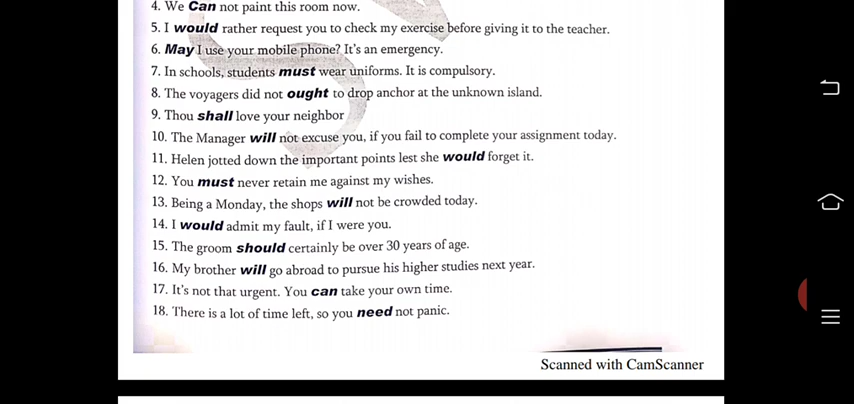 4. We Can not paint this room now.
5. I would rather request you to check my exercise before giving it to the teacher.
6. May I use your mobile phone? It's an emergency.
7. In schools, students must wear uniforms. It is compulsory.
8. The voyagers did not ought to drop anchor at the unknown island.
9. Thou shall love your neighbor
10. The Manager will not excuse you, if you fail to complete your assignment today.
11. Helen jotted down the important points lest she would forget it.
12. You must never retain me against my wishes.
13. Being a Monday, the shops will not be crowded today.
14. I would admit my fault, if I were you.
15. The groom should certainly be over 30 years of age.
16. My brother will go abroad to pursue his higher studies next year.
17. It's not that urgent. You can take your own time.
18. There is a lot of time left, so you need not panic.
Scanned with CamScanner